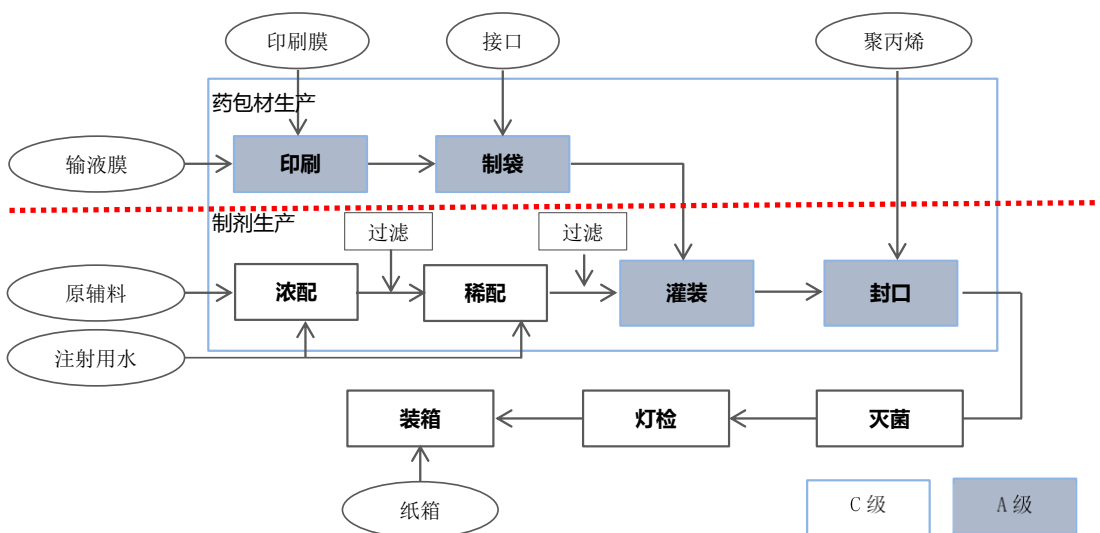 印刷膜
接口
聚丙烯
药包材生产
输液膜
印刷
制袋
制剂生产
过滤
过滤
原辅料
浓配
稀配
灌装
封口
注射用水
装箱
灯检
灭菌
纸箱
C级
A级